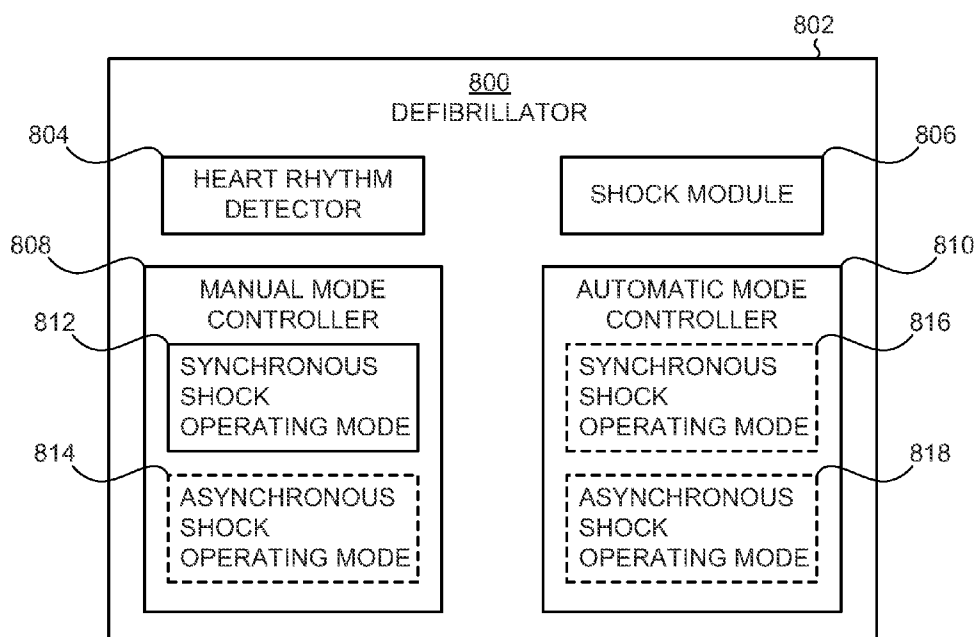 802
800
DEFIBRILLATOR
804
806
HEART RHYTHM
DETECTOR
SHOCK MODULE
808
810
MANUAL MODE
CONTROLLER
AUTOMATIC MODE
CONTROLLER
812
816
SYNCHRONOUS
SHOCK
OPERATING MODE
SYNCHRONOUS
SHOCK
OPERATING MODE
814
818
ASYNCHRONOUS
SHOCK
OPERATING MODE
ASYNCHRONOUS
SHOCK
OPERATING MODE